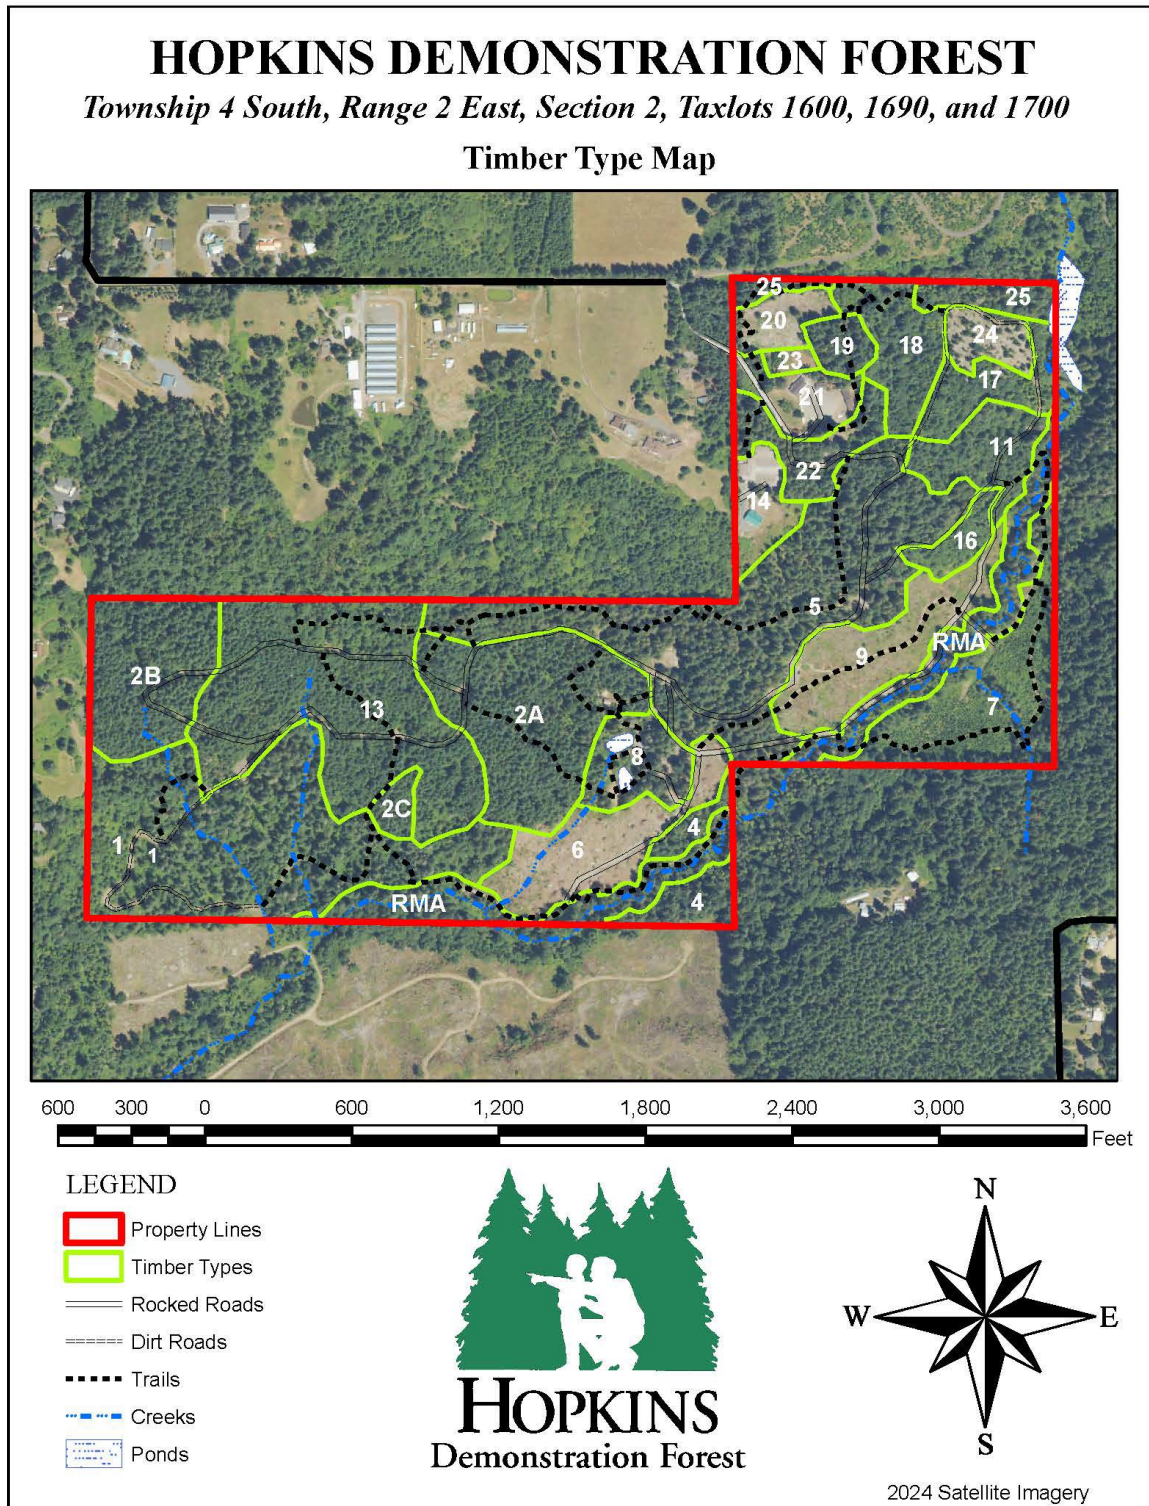 HOPKINS DEMONSTRATION FOREST
Township 4 South, Range 2 East, Section 2, Taxlots 1600, 1690, and 1700
Timber Type Map
25
25
20
19
18
24
23
17
21
11
22
14
16
5
RMA
9
2B
7
13
2A
8
2C
1
1
6
4
RMA
4
600 300 0 600 1,200 1,800 2,400 3,000 3,600
Feet
LEGEND
Property Lines
Timber Types
Rocked Roads
Dirt Roads
Trails
Creeks
Ponds
HOPKINS
Demonstration Forest
N
W
E
S
2024 Satellite Imagery